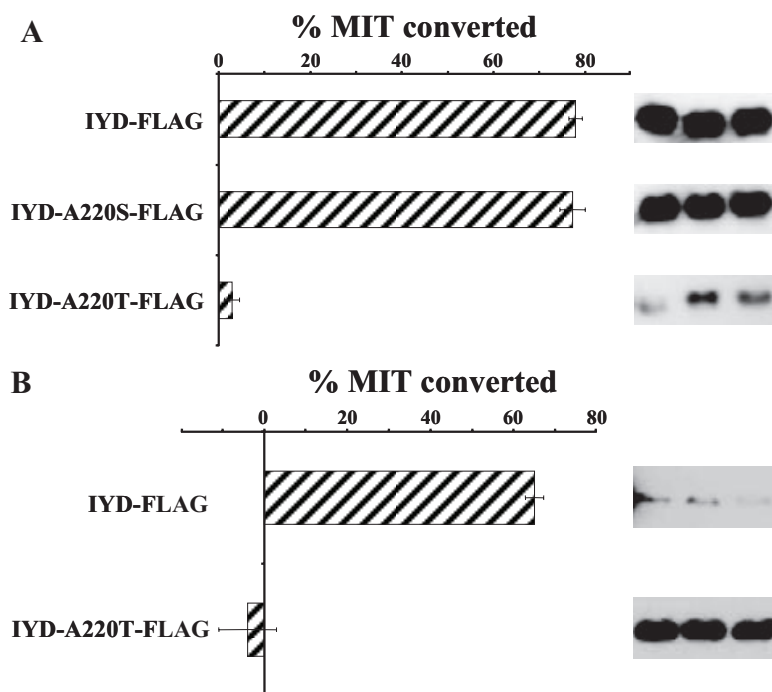 A
% MIT converted
0 20 40 60 80
IYD-FLAG
IYD-A220S-FLAG
IYD-A220T-FLAG
B
% MIT converted
0 20 40 60 80
IYD-FLAG
IYD-A220T-FLAG